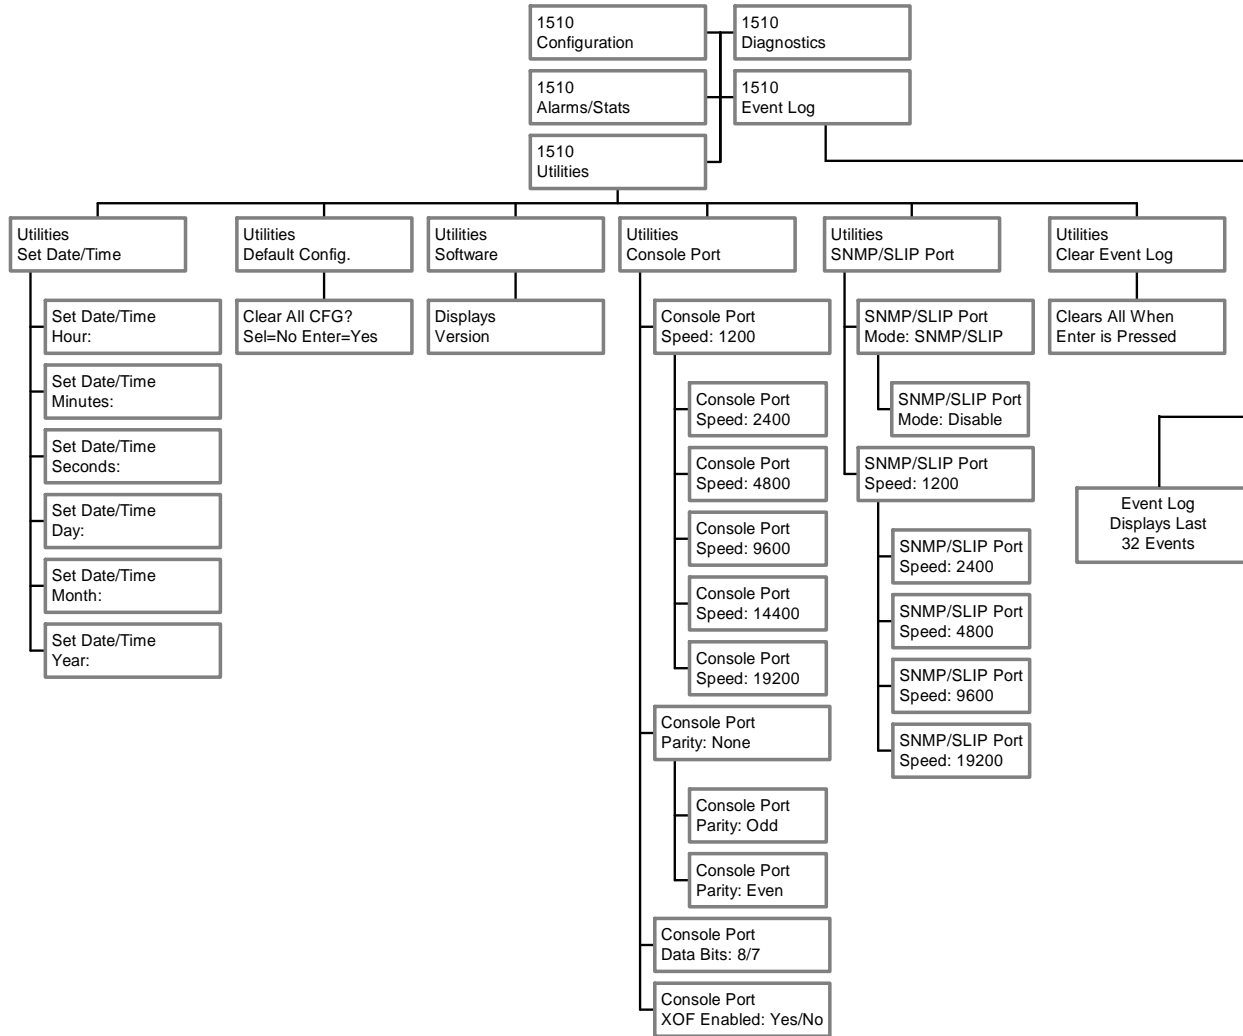 1510
Configuration
1510
Diagnostics
1510
Alarms/Stats
1510
Event Log
1510
Utilities
Utilities
Set Date/Time
Utilities
Default Config.
Utilities
Software
Utilities
Console Port
Utilities
SNMP/SLIP Port
Utilities
Clear Event Log
Set Date/Time
Hour:
Set Date/Time
Minutes:
Set Date/Time
Seconds:
Set Date/Time
Day:
Set Date/Time
Month:
Set Date/Time
Year:
Clear All CFG?
Sel=No Enter=Yes
Displays
Version
Console Port
Speed: 1200
Console Port
Speed: 2400
Console Port
Speed: 4800
Console Port
Speed: 9600
Console Port
Speed: 14400
Console Port
Speed: 19200
Console Port
Parity: None
Console Port
Parity: Odd
Console Port
Parity: Even
Console Port
Data Bits: 8/7
Console Port
XOF Enabled: Yes/No
SNMP/SLIP Port
Mode: SNMP/SLIP
SNMP/SLIP Port
Mode: Disable
SNMP/SLIP Port
Speed: 1200
SNMP/SLIP Port
Speed: 2400
SNMP/SLIP Port
Speed: 4800
SNMP/SLIP Port
Speed: 9600
SNMP/SLIP Port
Speed: 19200
Clears All When
Enter is Pressed
Event Log
Displays Last
32 Events